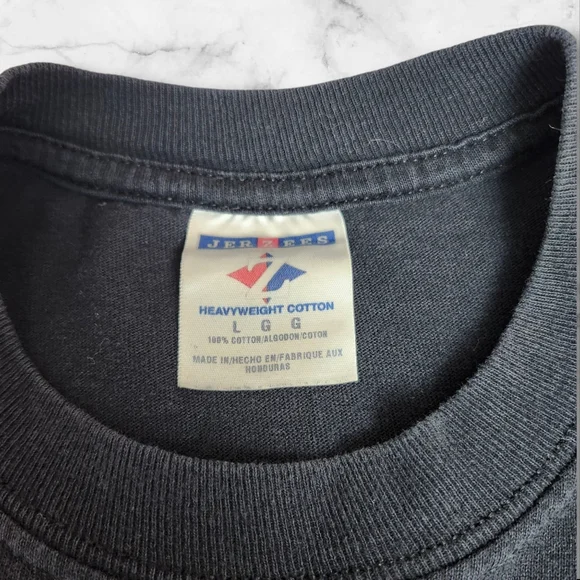 JERZEES
HEAVYWEIGHT COTTON
L G G
100% COTTON/ALGODON/COTON
MADE IN/HECHO EN/FABRIQUE AUX
HONDURAS